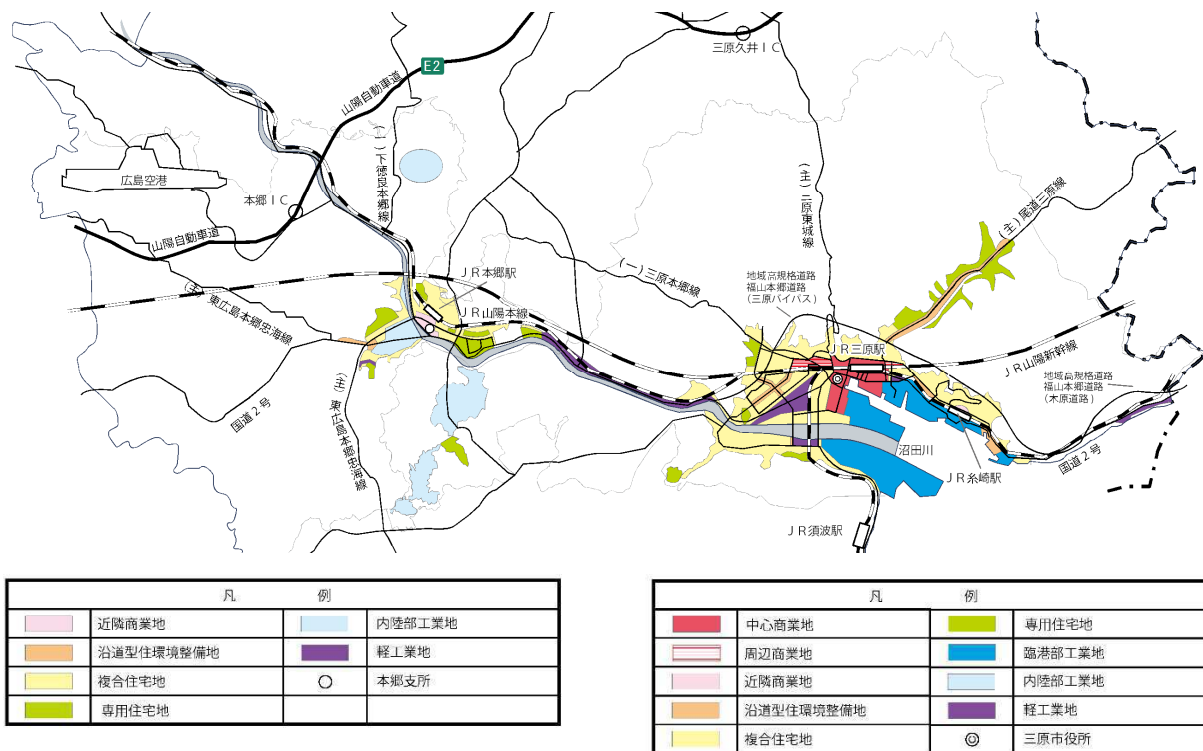 三原久井ＩＣ
E2
山陽自動車道
(一)下徳良本郷線
広島空港
本郷ＩＣ
山陽自動車道
(主)二原東城線
(主)尾道三原線
(一)三原本郷線
地域高規格道路
福山本郷道路
(三原バイパス)
ＪＲ本郷駅
ＪＲ山陽本線
(主)東広島本郷忠海線
ＪＲ三原駅
ＪＲ山陽新幹線
地域高規格道路
福山本郷道路
(木原道路)
国道２号
(主)東広島本郷忠海線
沼田川
国道２号
ＪＲ糸崎駅
ＪＲ須波駅
凡 例
近隣商業地 内陸部工業地
沿道型住環境整備地 軽工業地
複合住宅地 本郷支所
専用住宅地
凡 例
中心商業地 専用住宅地
周辺商業地 臨港部工業地
近隣商業地 内陸部工業地
沿道型住環境整備地 軽工業地
複合住宅地 三原市役所